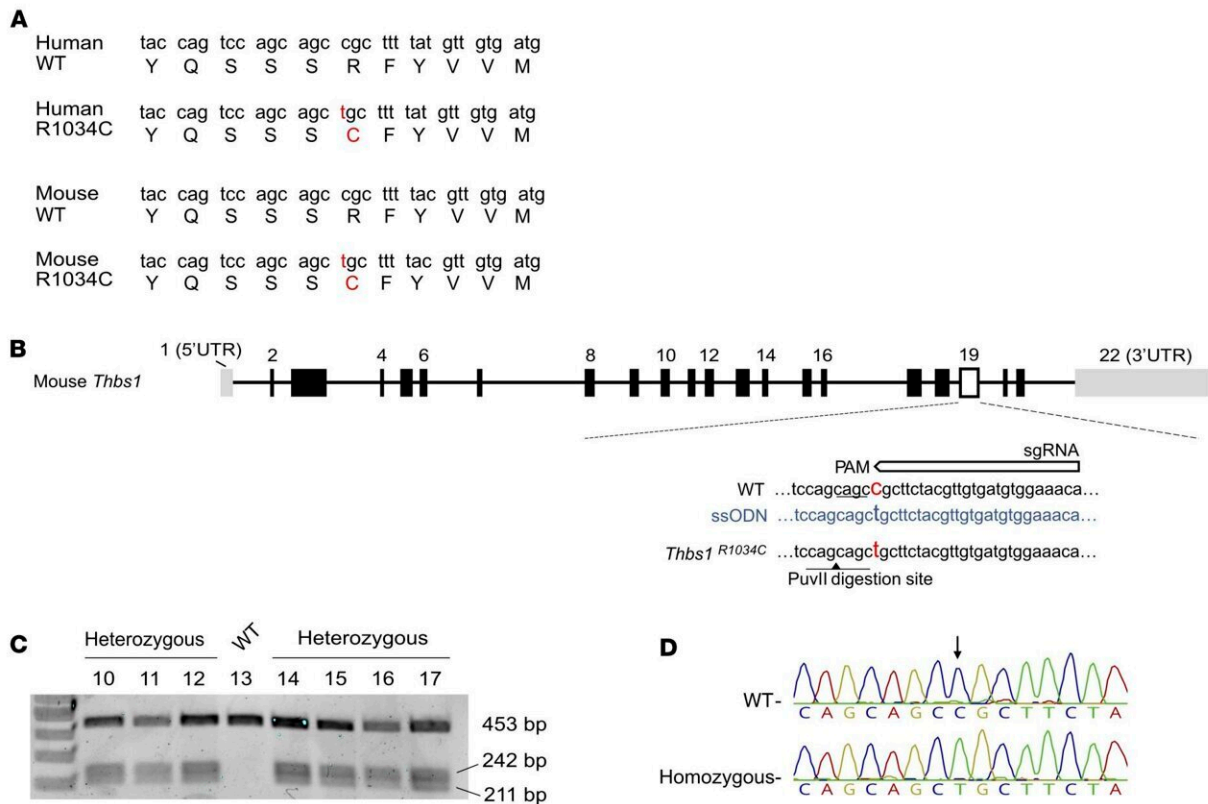 A
Human WT tac cag tcc agc agc cgc ttt tat gtt gtg atg
Y Q S S S R F Y V V M
Human R1034C tac cag tcc agc agc tgc ttt tat gtt gtg atg
Y Q S S S C F Y V V M
Mouse WT tac cag tcc agc agc cgc ttt tac gtt gtg atg
Y Q S S S R F Y V V M
Mouse R1034C tac cag tcc agc agc tgc ttt tac gtt gtg atg
Y Q S S S C F Y V V M
B
1 (5'UTR) 2 4 6 8 10 12 14 16 19 22 (3'UTR)
Mouse Thbs1
sgRNA
PAM
WT …tccagcagcCgcttctacgttgtgatgtggaaaca…
ssODN …tccagcagctgcttctacgttgtgatgtggaaaca…
Thbs1 R1034C …tccagcagctgcttctacgttgtgatgtggaaaca…
PuvII digestion site
C
Heterozygous WT Heterozygous
10 11 12 13 14 15 16 17
453 bp
242 bp
211 bp
D
WT-
C A G C A G C C G C T T C T A
Homozygous-
C A G C A G C T G C T T C T A